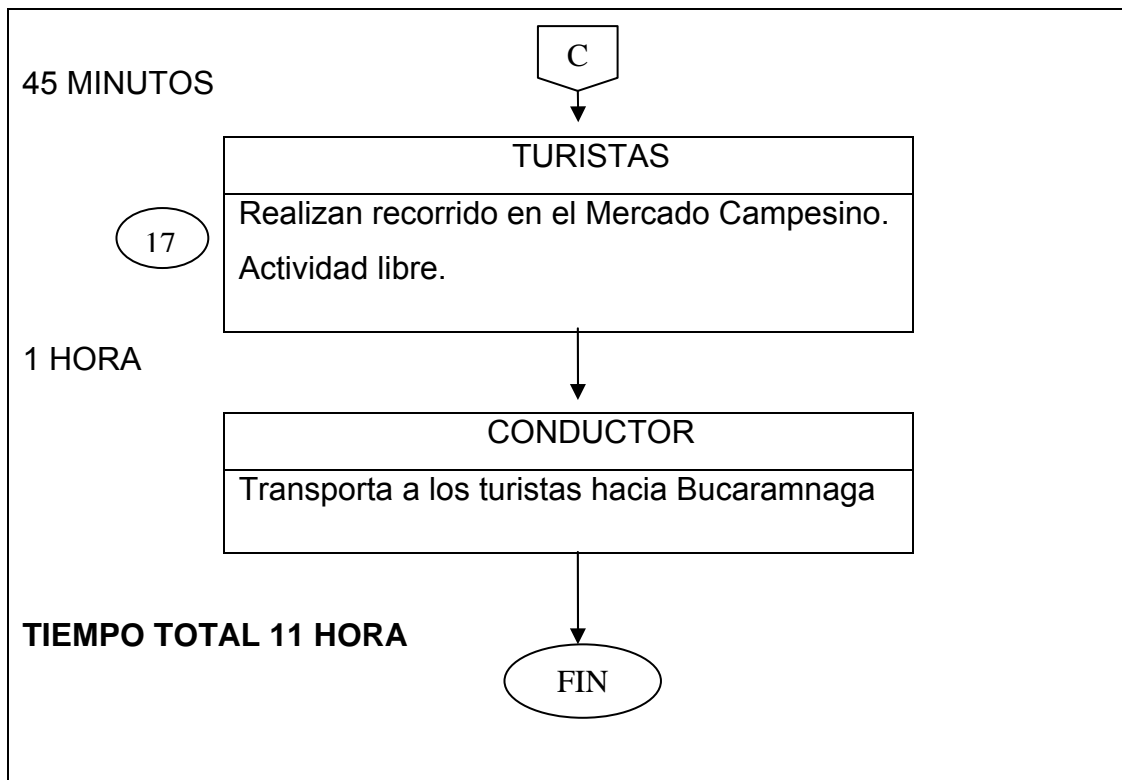 C
45 MINUTOS
TURISTAS
Realizan recorrido en el Mercado Campesino.
17
Actividad libre.
1 HORA
CONDUCTOR
Transporta a los turistas hacia Bucaramnaga
TIEMPO TOTAL 11 HORA
FIN